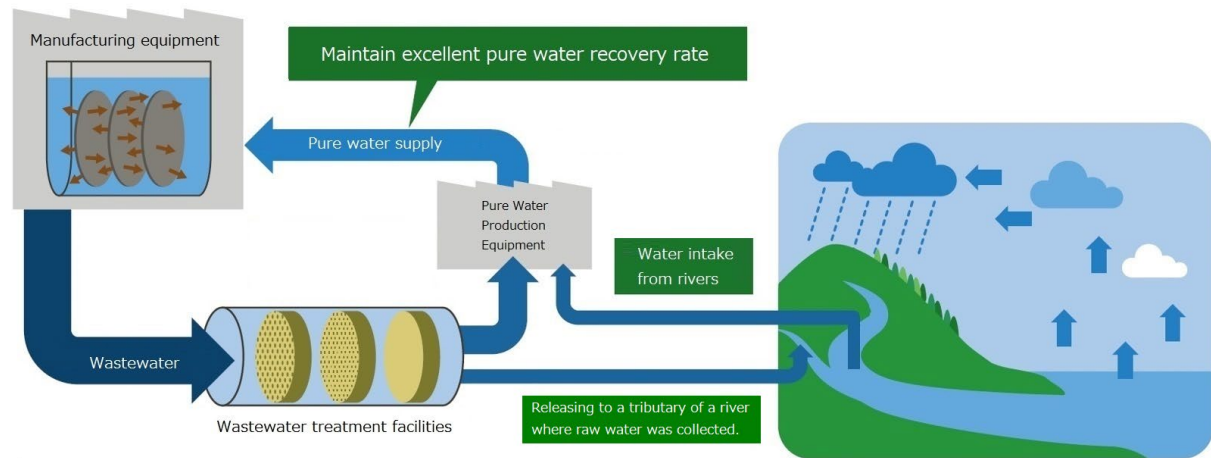 Manufacturing equipment
Maintain excellent pure water recovery rate
Pure water supply
Pure Water
Production
Equipment
Water intake
from rivers
Wastewater
Releasing to a tributary of a river
where raw water was collected.
Wastewater treatment facilities